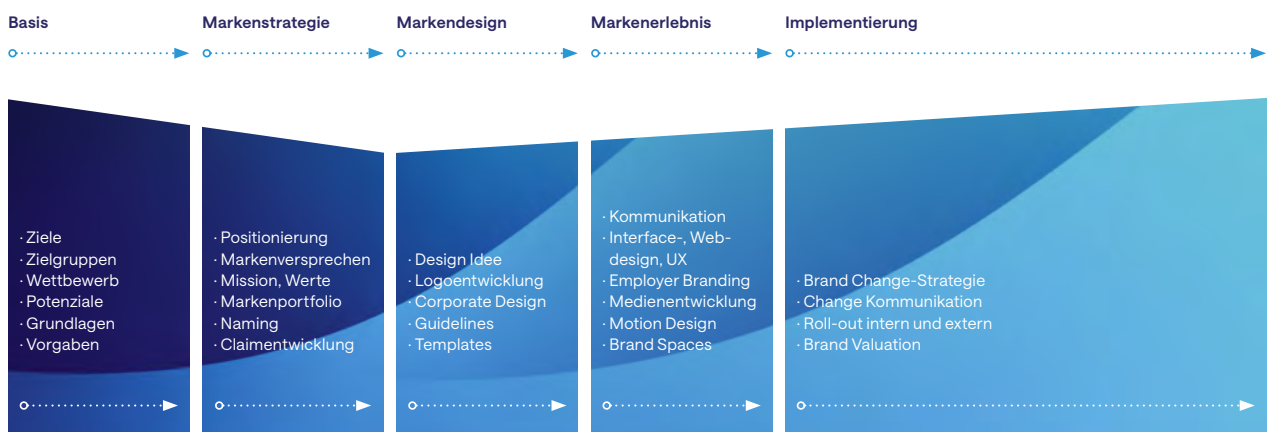 Basis
Markenstrategie
Markendesign
Markenerlebnis
Implementierung
· Ziele
· Zielgruppen
· Wettbewerb
· Potenziale
· Grundlagen
· Vorgaben
· Positionierung
· Markenversprechen
· Mission, Werte
· Markenportfolio
· Naming
· Claimentwicklung
· Design Idee
· Logoentwicklung
· Corporate Design
· Guidelines
· Templates
· Kommunikation
· Interface-, Web-
design, UX
· Employer Branding
· Medienentwicklung
· Motion Design
· Brand Spaces
· Brand Change-Strategie
· Change Kommunikation
· Roll-out intern und extern
· Brand Valuation